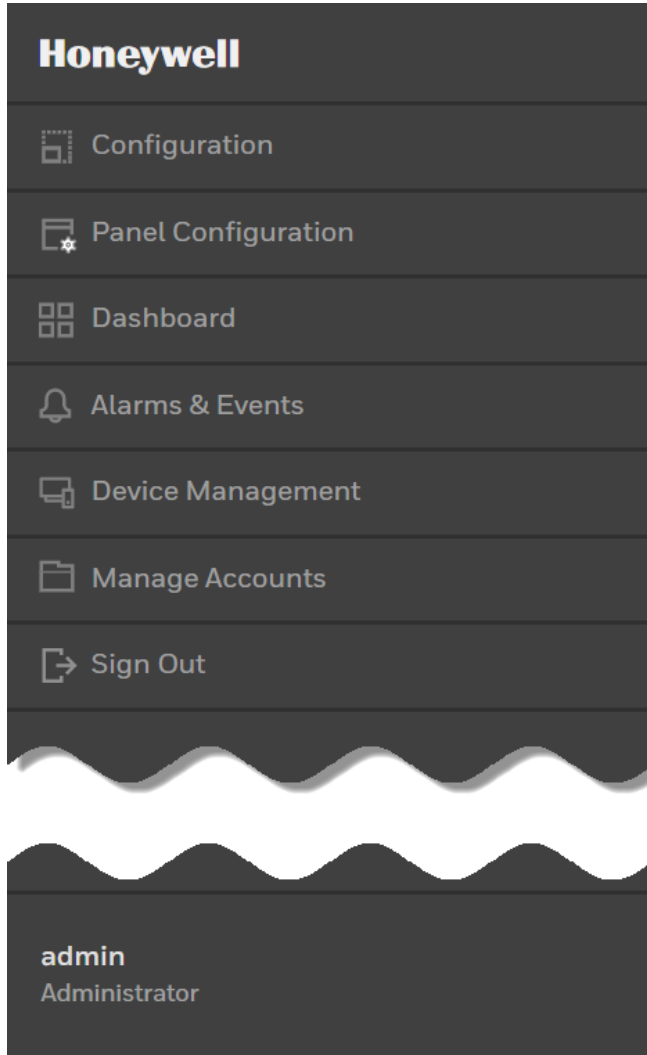 Honeywell
Configuration
Panel Configuration
Dashboard
Alarms & Events
Device Management
Manage Accounts
Sign Out
admin
Administrator